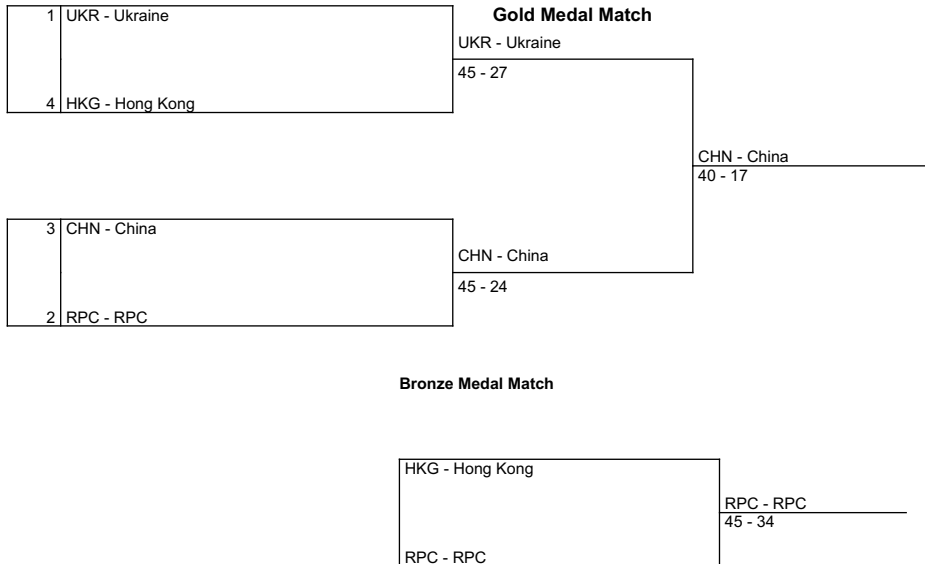 1 UKR - Ukraine
Gold Medal Match
UKR - Ukraine
45 - 27
4 HKG - Hong Kong
CHN - China
40 - 17
3 CHN - China
CHN - China
45 - 24
2 RPC - RPC
Bronze Medal Match
HKG - Hong Kong
RPC - RPC
45 - 34
RPC - RPC